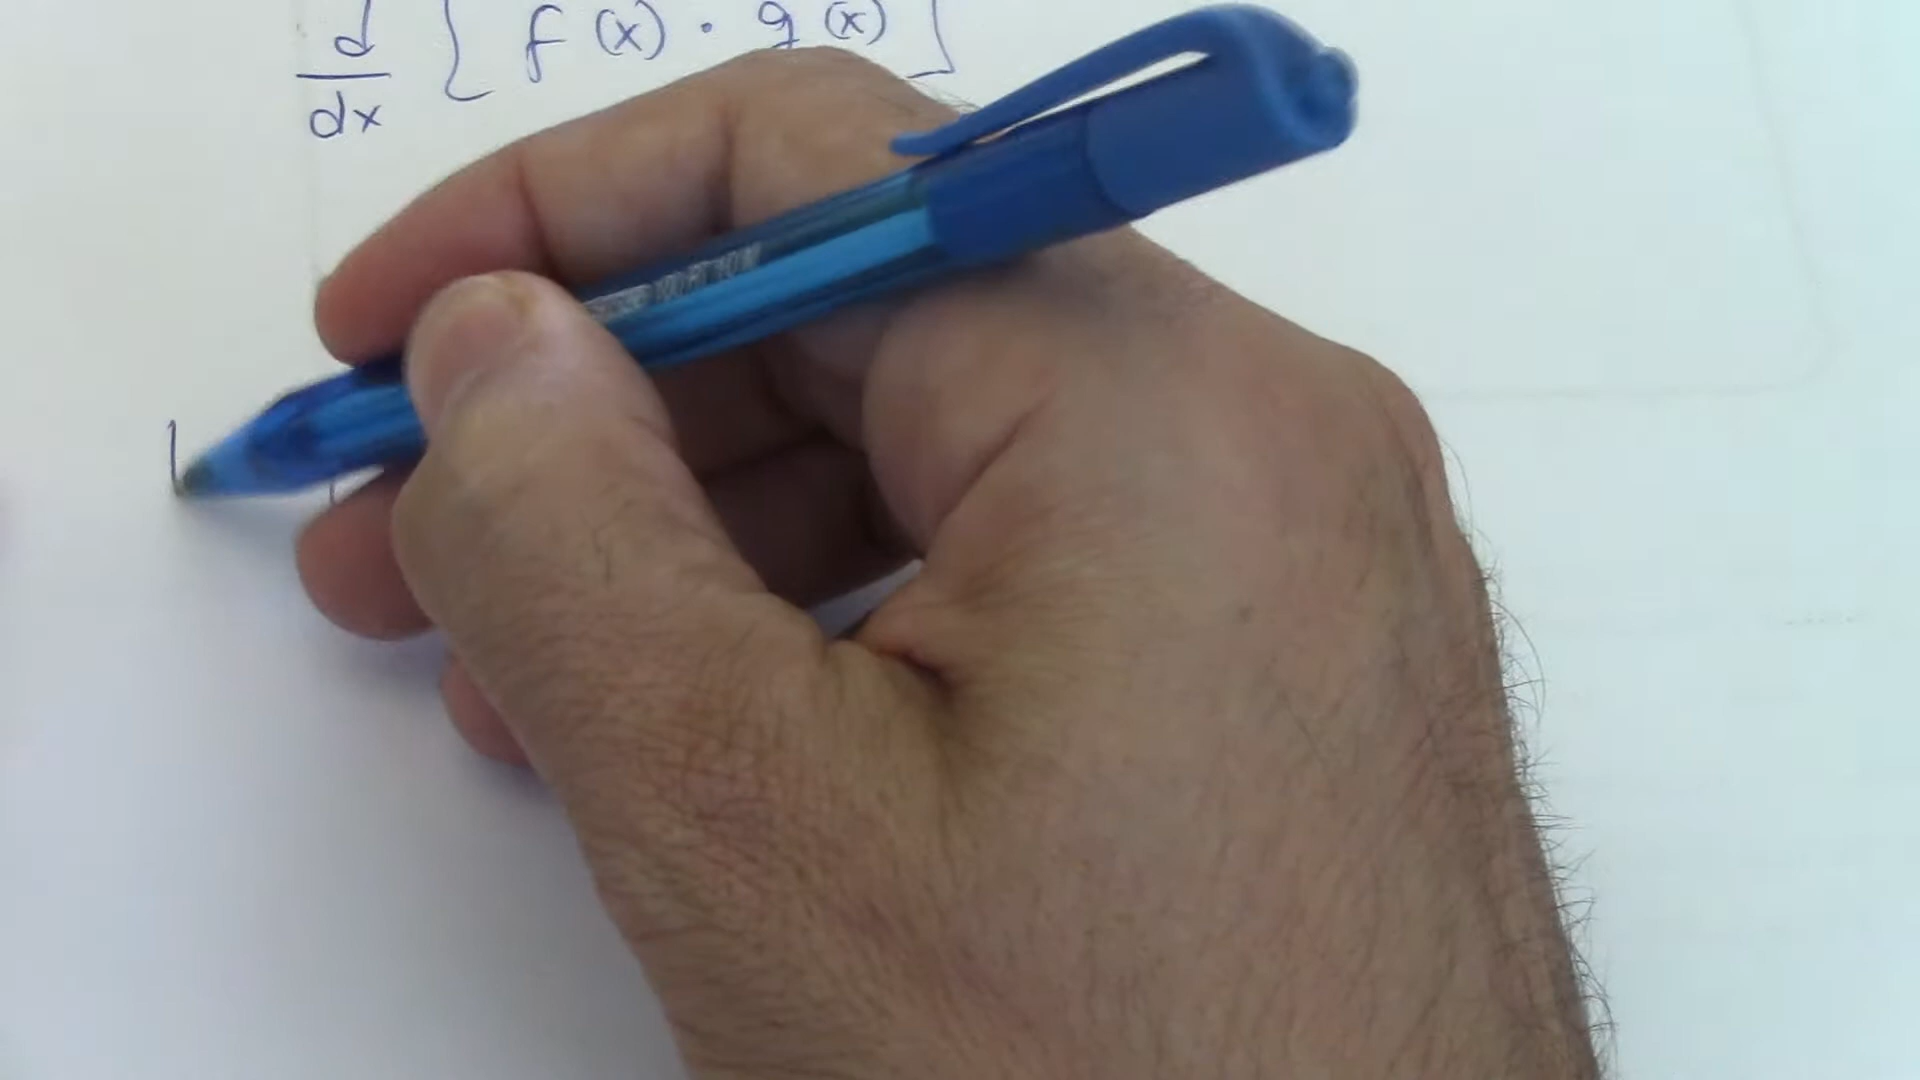 d/dx [ f(x) · g(x) ]